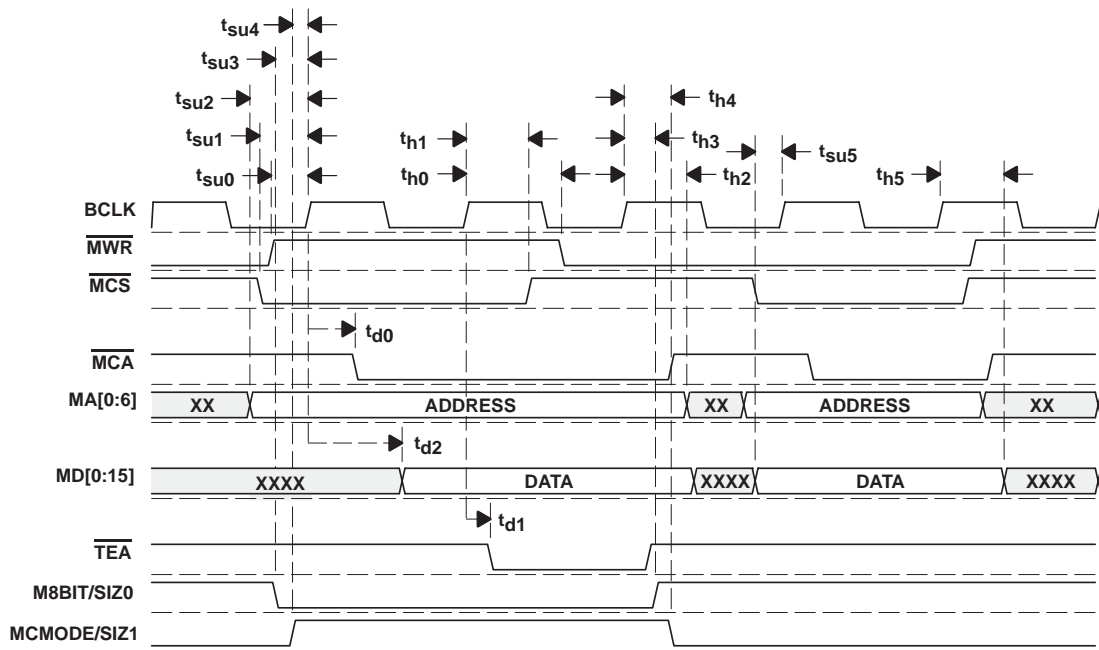 tsu4
tsu3
tsu2
th4
tsu1
th1
th3
tsu5
tsu0
th0
th2
th5
BCLK
MWR
MCS
td0
MCA
MA[0:6] XX ADDRESS XX ADDRESS XX
td2
MD[0:15] XXXX DATA XXXX DATA XXXX
td1
TEA
M8BIT/SIZ0
MCMODE/SIZ1